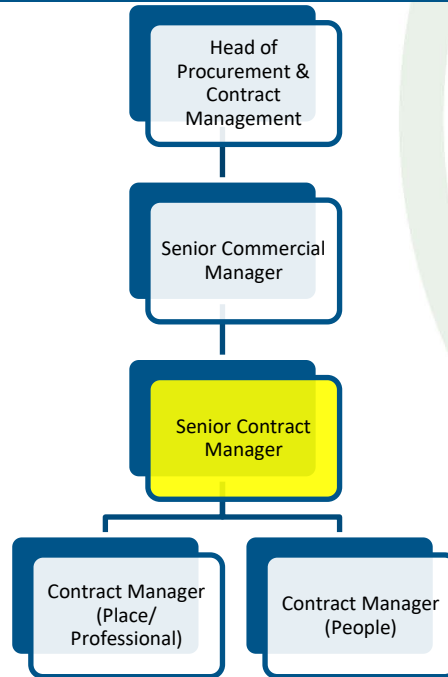 Head of
Procurement &
Contract
Management
Senior Commercial
Manager
Senior Contract
Manager
Contract Manager
(Place/
Professional)
Contract Manager
(People)